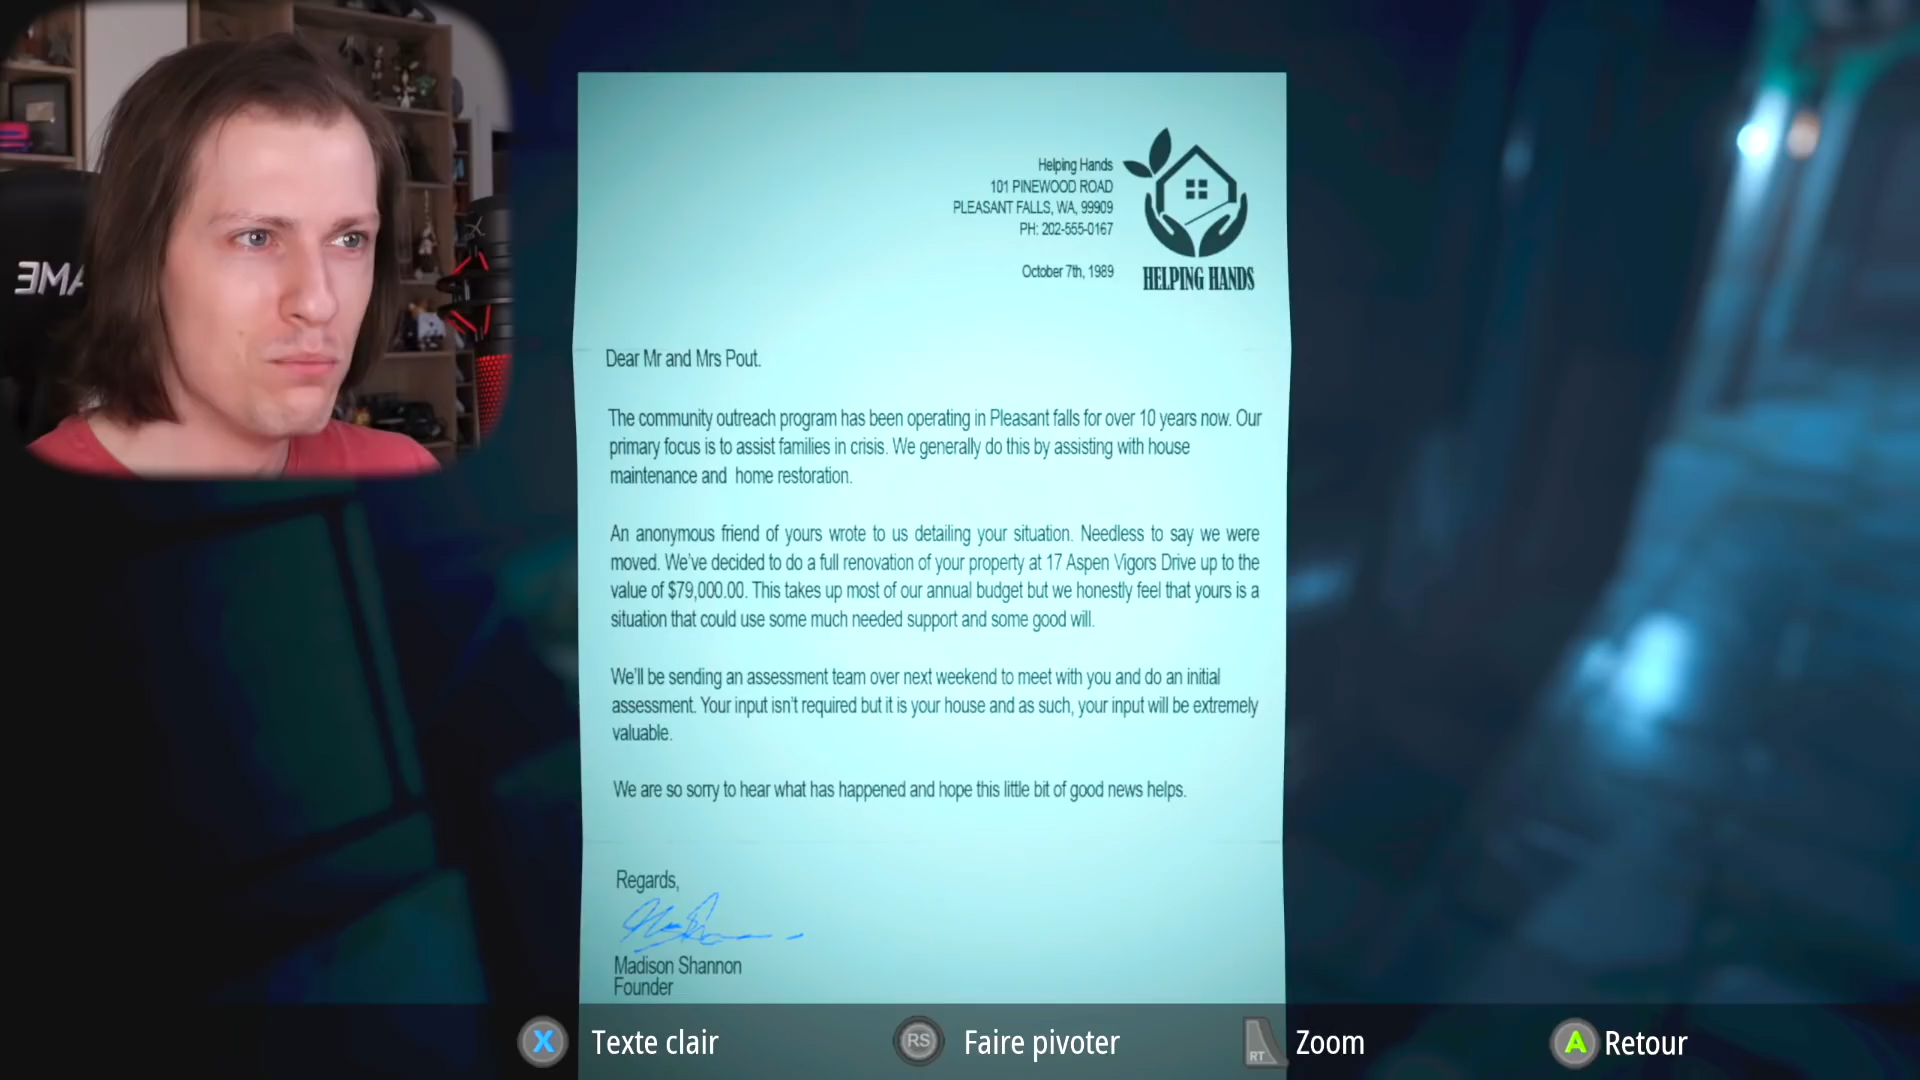 Helping Hands
101 PINEWOOD ROAD
PLEASANT FALLS, WA, 99909
PH: 202-555-0167
October 7th, 1989
HELPING HANDS
Dear Mr and Mrs Pout.
The community outreach program has been operating in Pleasant falls for over 10 years now. Our
primary focus is to assist families in crisis. We generally do this by assisting with house
maintenance and home restoration.
An anonymous friend of yours wrote to us detailing your situation. Needless to say we were
moved. We've decided to do a full renovation of your property at 17 Aspen Vigors Drive up to the
value of $79,000.00. This takes up most of our annual budget but we honestly feel that yours is a
situation that could use some much needed support and some good will.
We'll be sending an assessment team over next weekend to meet with you and do an initial
assessment. Your input isn't required but it is your house and as such, your input will be extremely
valuable.
We are so sorry to hear what has happened and hope this little bit of good news helps.
Regards,
Madison Shannon
Founder
X Texte clair
RS Faire pivoter
RT Zoom
A Retour